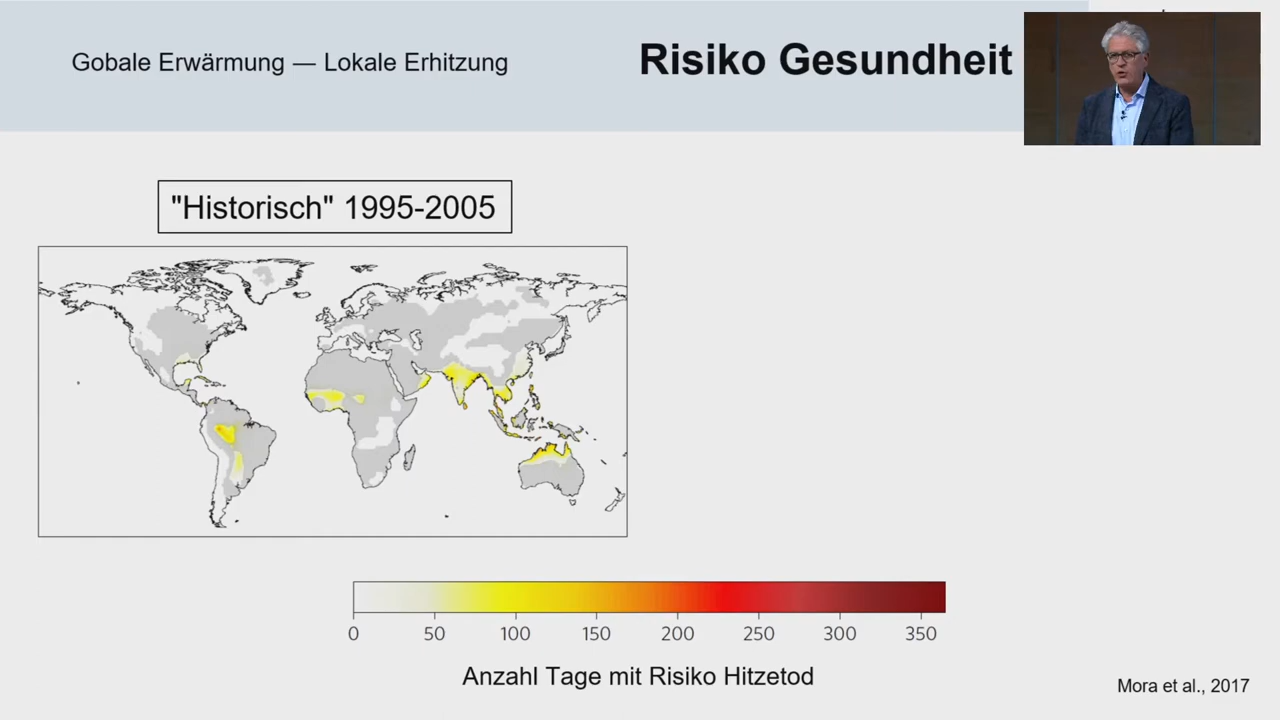 Gobale Erwärmung — Lokale Erhitzung
Risiko Gesundheit
"Historisch" 1995-2005
0 50 100 150 200 250 300 350
Anzahl Tage mit Risiko Hitzetod
Mora et al., 2017